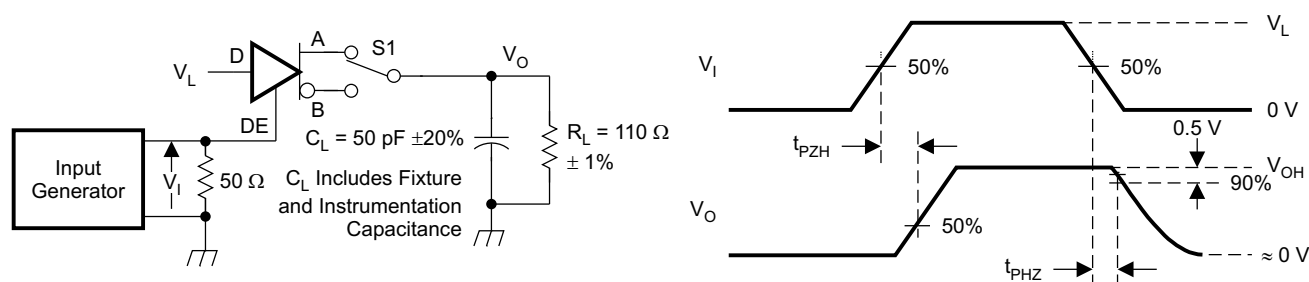 D
V_L
A
S1
B
DE
V_O
C_L = 50 pF ±20%
R_L = 110 Ω
± 1%
Input
Generator
V_I
50 Ω
C_L Includes Fixture
and Instrumentation
Capacitance
V_I
50%
50%
V_L
0 V
t_PZH
0.5 V
V_OH
90%
V_O
50%
t_PHZ
≈ 0 V